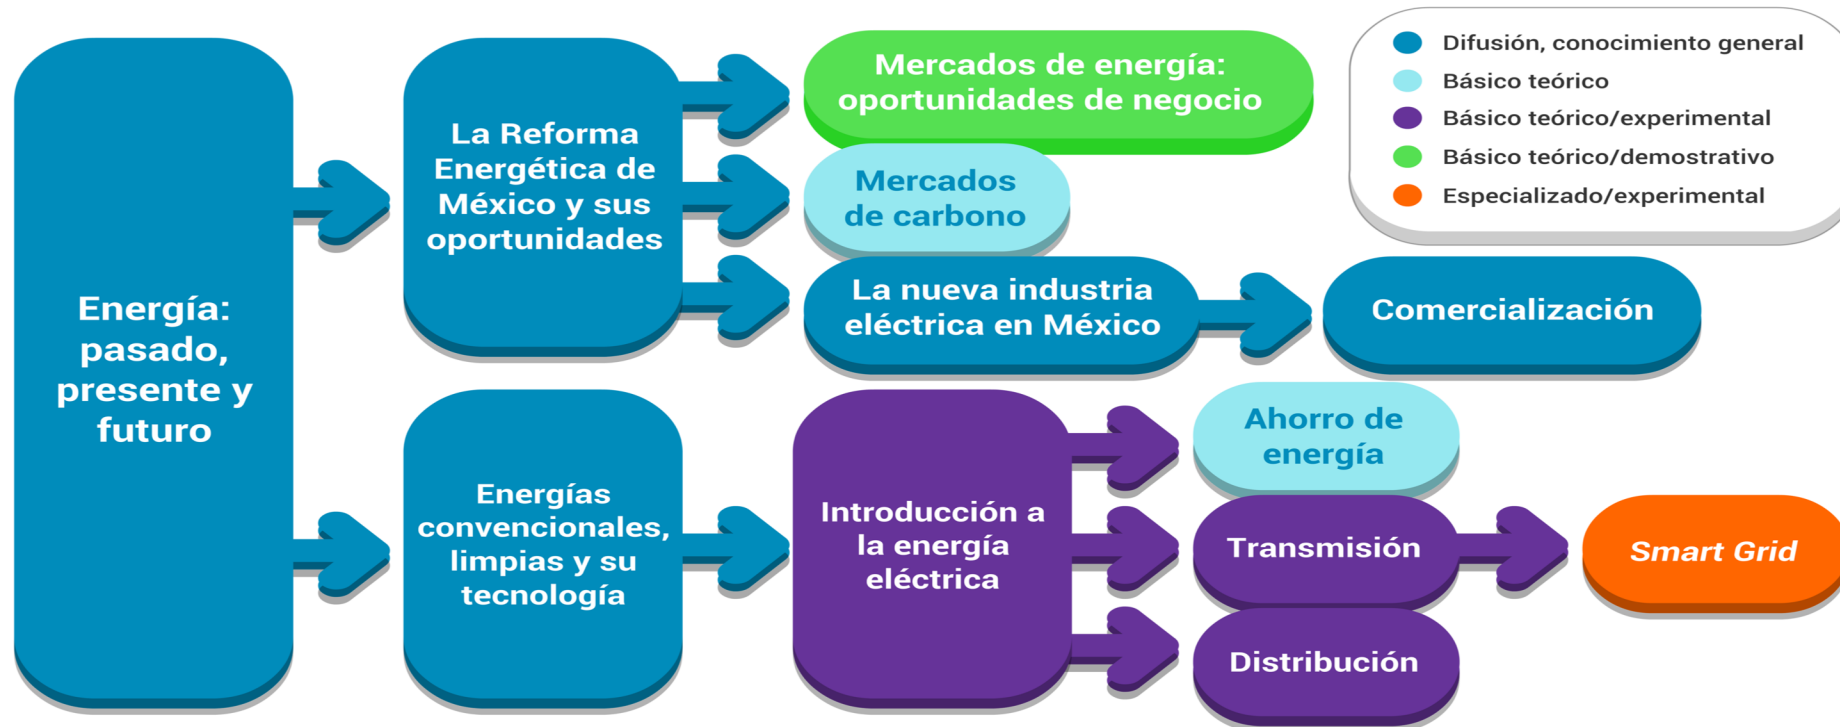 Energía:
pasado,
presente y
futuro
La Reforma
Energética de
México y sus
oportunidades
Mercados de energía:
oportunidades de negocio
Mercados
de carbono
La nueva industria
eléctrica en México
Comercialización
Energías
convencionales,
limpias y su
tecnología
Introducción a
la energía
eléctrica
Ahorro de
energía
Transmisión
Smart Grid
Distribución
Difusión, conocimiento general
Básico teórico
Básico teórico/experimental
Básico teórico/demostrativo
Especializado/experimental